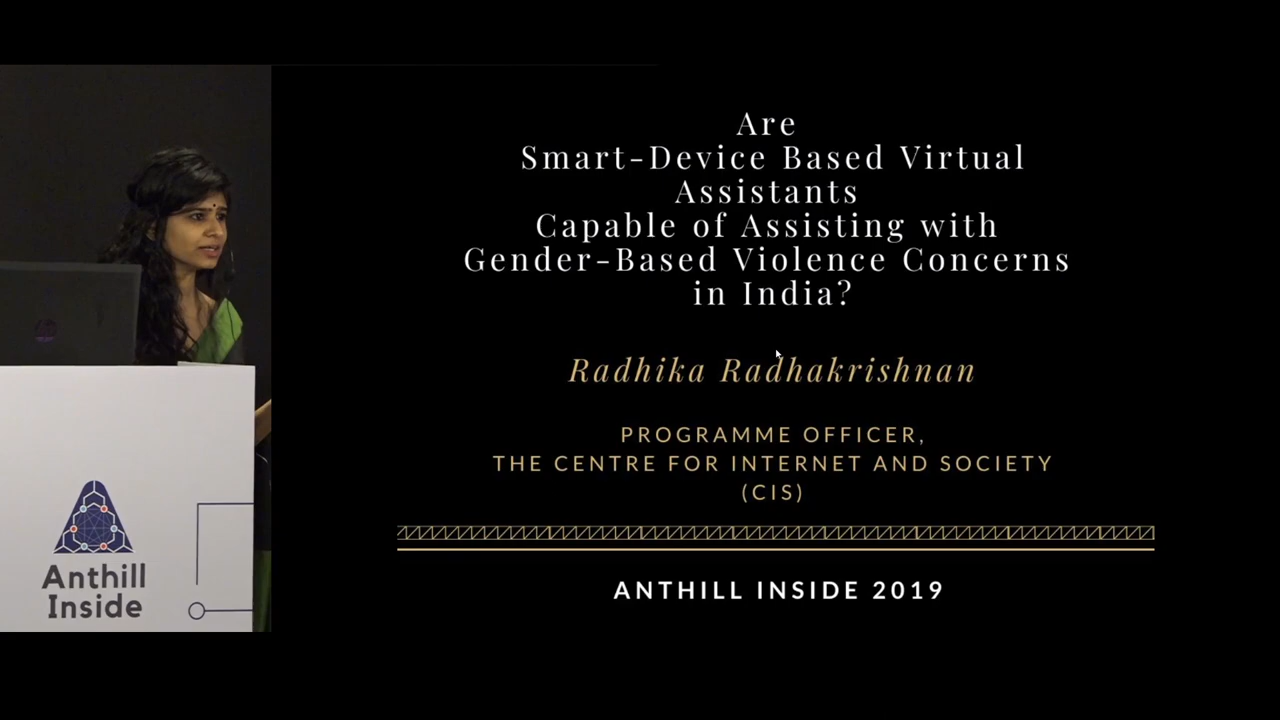 Are
Smart-Device Based Virtual
Assistants
Capable of Assisting with
Gender-Based Violence Concerns
in India?
Radhika Radhakrishnan
PROGRAMME OFFICER,
THE CENTRE FOR INTERNET AND SOCIETY
(CIS)
ANTHILL INSIDE 2019
Anthill
Inside